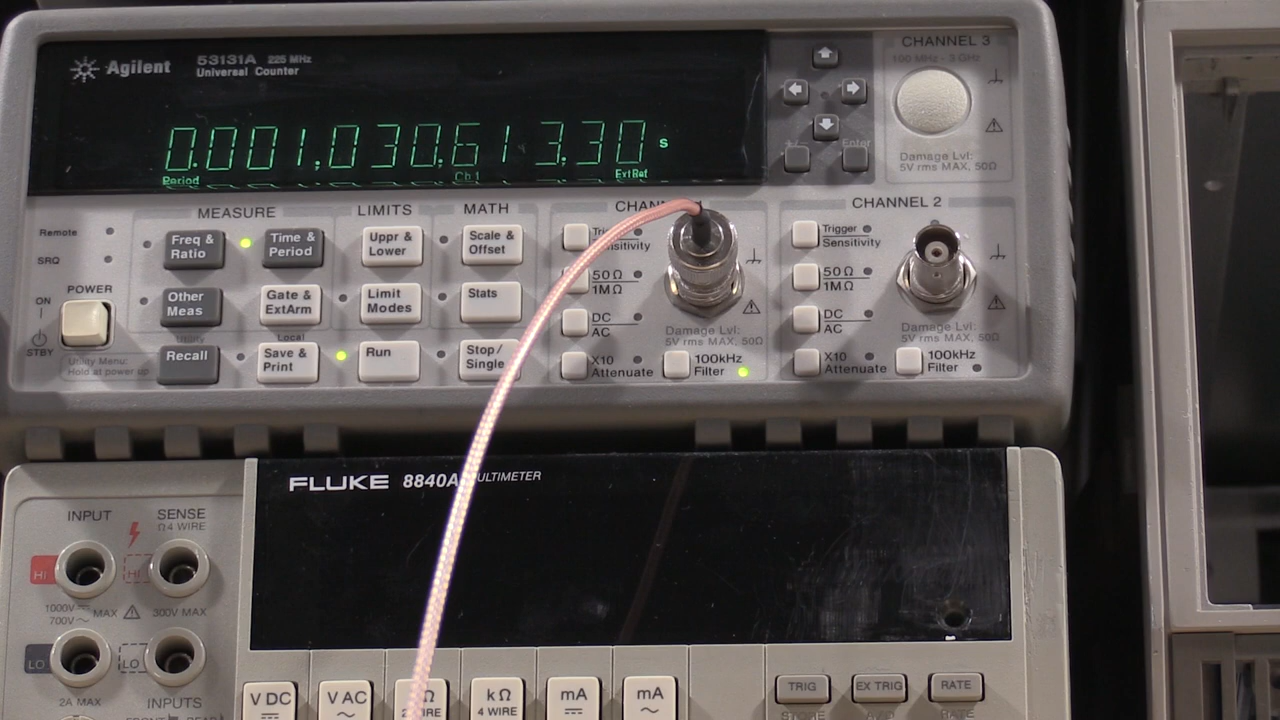 Agilent 53131A 225 MHz
Universal Counter
0.001,030.613.30 s
Period Ch1 ExtRef
+/- Enter
CHANNEL 3
100 MHz - 3 GHz
Damage Lvl:
5V rms MAX, 50Ω
Remote
SRQ
POWER
ON
STBY
MEASURE
LIMITS
MATH
Freq &
Ratio
Time &
Period
Uppr &
Lower
Scale &
Offset
Other
Meas
Gate &
ExtArm
Limit
Modes
Stats
Utility
Local
Recall
Save &
Print
Run
Stop/
Single
Utility Menu:
Hold at power up
Sensitivity
50Ω
1MΩ
DC
AC
X10
Attenuate
100kHz
Filter
Damage Lvl:
5V rms MAX, 50Ω
CHANNEL 2
Trigger
Sensitivity
50Ω
1MΩ
DC
AC
X10
Attenuate
100kHz
Filter
Damage Lvl:
5V rms MAX, 50Ω
FLUKE 8840A
INPUT
SENSE
Ω 4 WIRE
HI
HI
1000V
700V~ MAX
300V MAX
LO
LO
2A MAX
INPUTS
V DC
V AC
~
Ω
2 WIRE
kΩ
4 WIRE
mA
mA
~
TRIG
EX TRIG
RATE